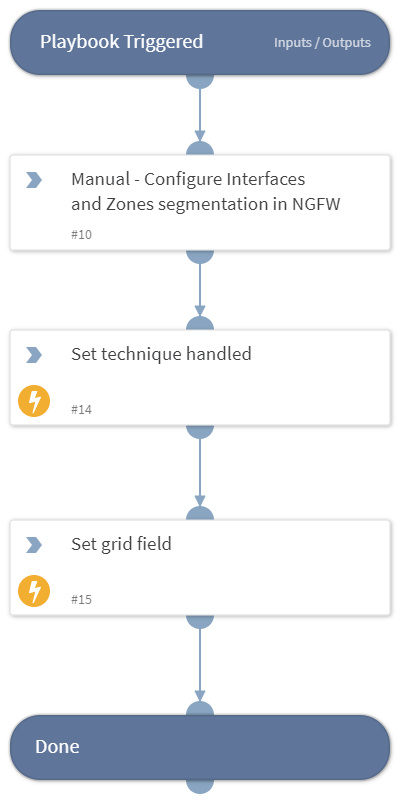 Playbook Triggered
Inputs / Outputs
Manual - Configure Interfaces
and Zones segmentation in NGFW
#10
Set technique handled
#14
Set grid field
#15
Done